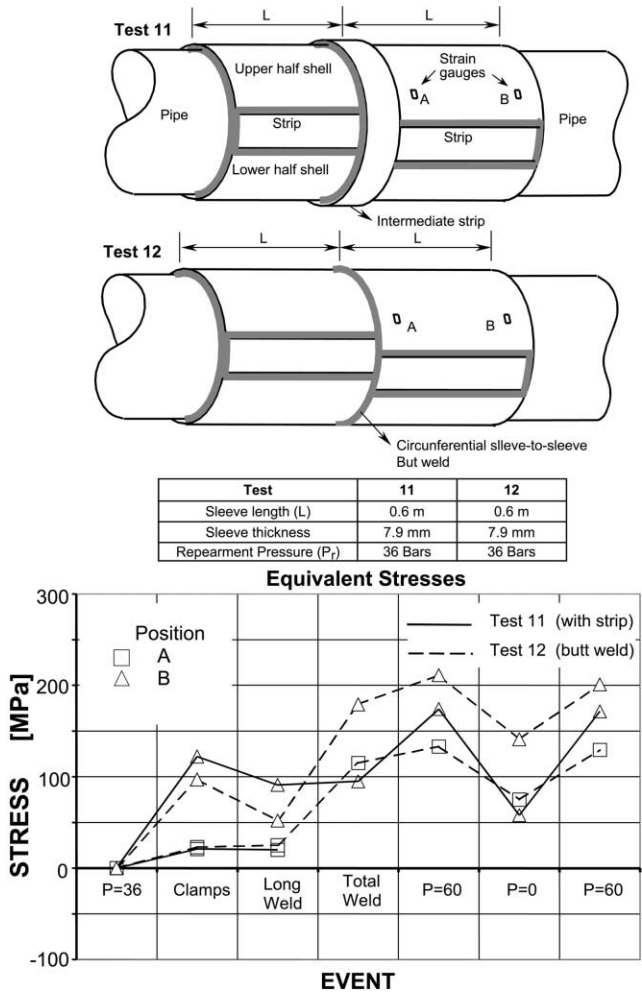 Test 11
L
L
Upper half shell
Strain
gauges
A
B
Pipe
Strip
Strip
Pipe
Lower half shell
Intermediate strip
Test 12
L
L
A
B
Circunferential slleve-to-sleeve
But weld
Test 11 12
Sleeve length (L) 0.6 m 0.6 m
Sleeve thickness 7.9 mm 7.9 mm
Repearment Pressure (Pr) 36 Bars 36 Bars
Equivalent Stresses
300
Position
A
B
Test 11 (with strip)
Test 12 (butt weld)
200
100
0
-100
STRESS [MPa]
P=36 Clamps Long Weld Total Weld P=60 P=0 P=60
EVENT